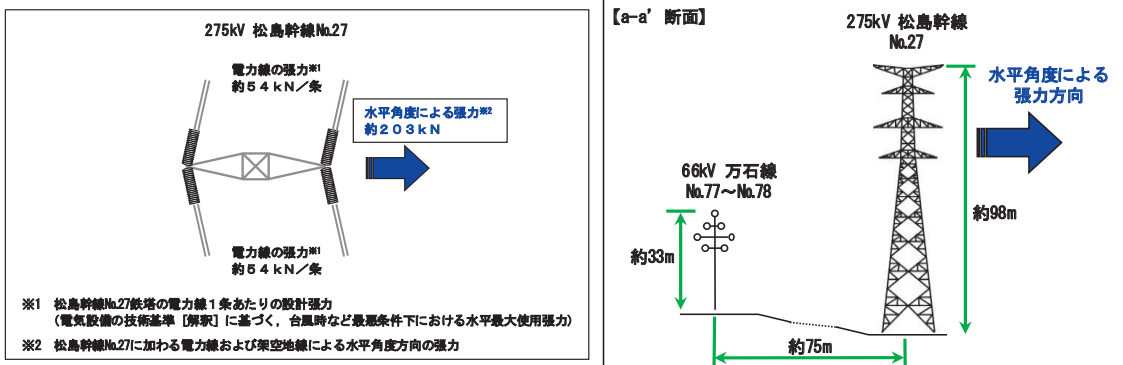 275kV 松島幹線№27
電力線の張力※1
約54kN/条
水平角度による張力※2
約203kN
電力線の張力※1
約54kN/条
※1 松島幹線№27鉄塔の電力線1条あたりの設計張力
(電気設備の技術基準[解釈]に基づく,台風時など最悪条件下における水平最大使用張力)
※2 松島幹線№27に加わる電力線および架空地線による水平角度方向の張力
【a-a’断面】
275kV 松島幹線
№27
水平角度による
張力方向
66kV 万石線
No.77~No.78
約33m
約98m
約75m